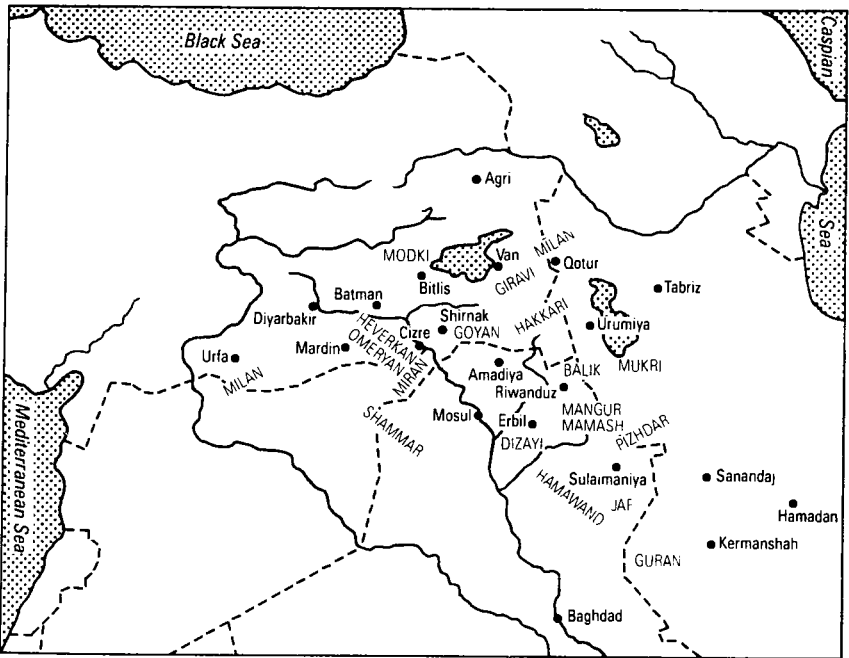 Black Sea
Caspian
Sea
Agri
MODKI
Van
MILAN
Bitlis
GIRAVI
Qotur
Tabriz
Batman
Diyarbakir
Shirnak
HAKKARI
Cizre
GOYAN
Urumiya
HEVERKAN
OMERYAN
Urfa
Mardin
MILAN
MIRAN
Amadiya
BALIK
MUKRI
Riwanduz
SHAMMAR
Mosul
Erbil
MANGUR
MAMASH
DIZAYI
PIZHDAR
Mediterranean Sea
Sulaimaniya
Sanandaj
HAMAWAND
JAF
Hamadan
Kermanshah
GURAN
Baghdad